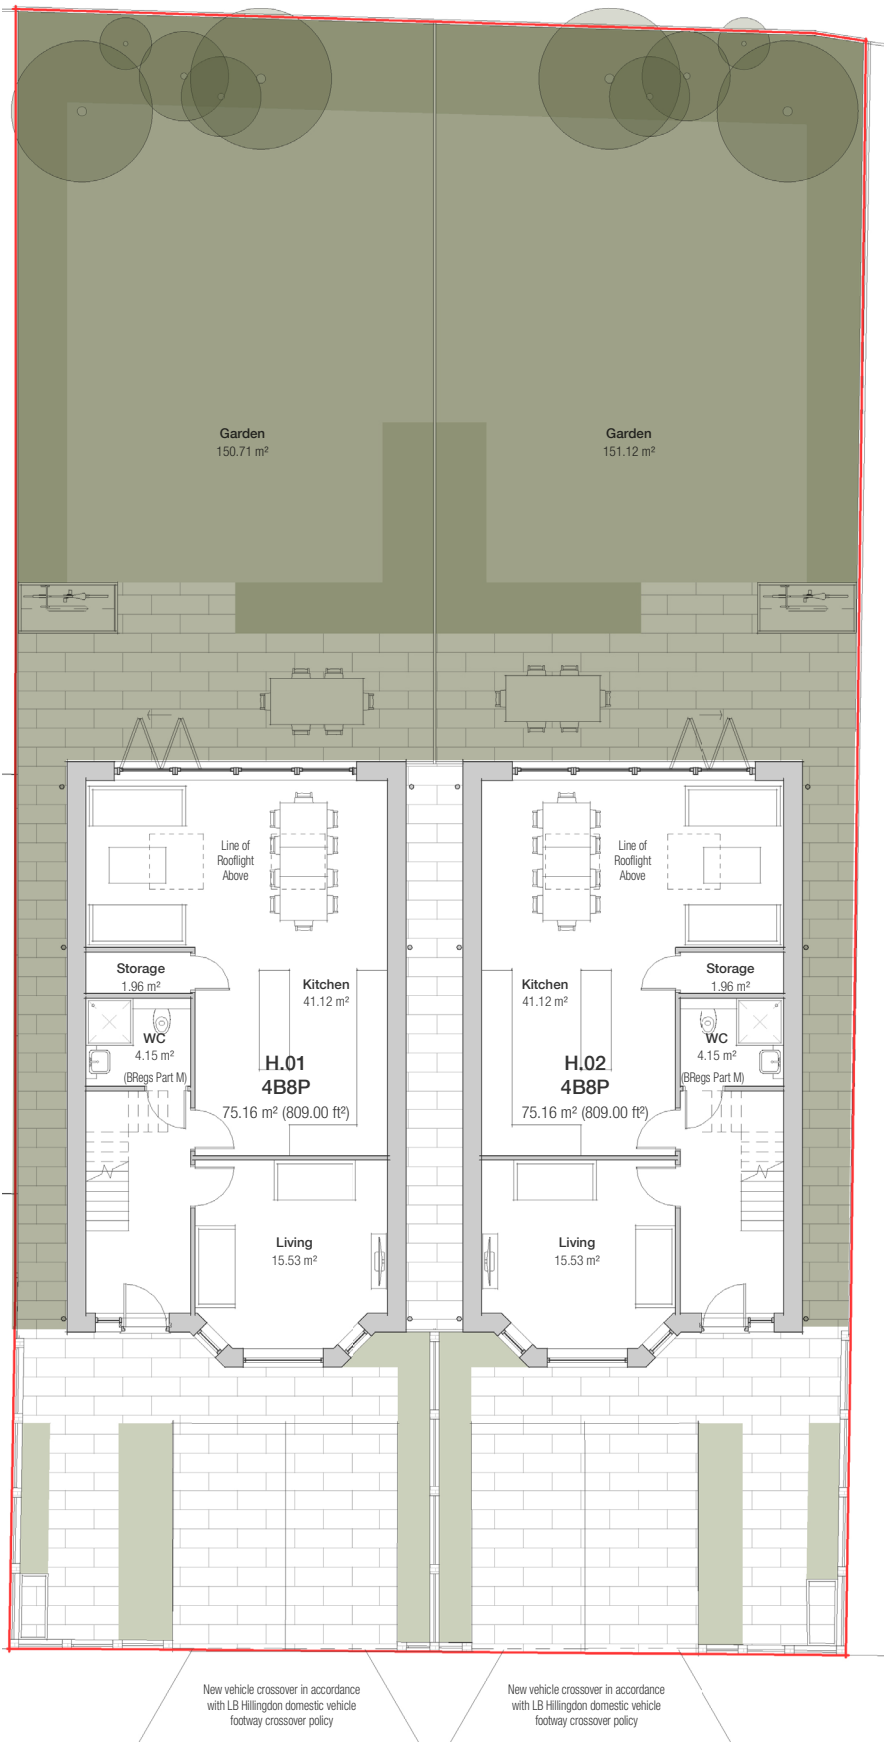 Garden
150.71 m²
Garden
151.12 m²
Line of
Rooflight
Above
Line of
Rooflight
Above
Storage
1.96 m²
Kitchen
41.12 m²
Kitchen
41.12 m²
Storage
1.96 m²
WC
4.15 m²
(BRegs Part M)
H.01
4B8P
75.16 m² (809.00 ft²)
H.02
4B8P
75.16 m² (809.00 ft²)
WC
4.15 m²
(BRegs Part M)
Living
15.53 m²
Living
15.53 m²
New vehicle crossover in accordance
with LB Hillingdon domestic vehicle
footway crossover policy
New vehicle crossover in accordance
with LB Hillingdon domestic vehicle
footway crossover policy